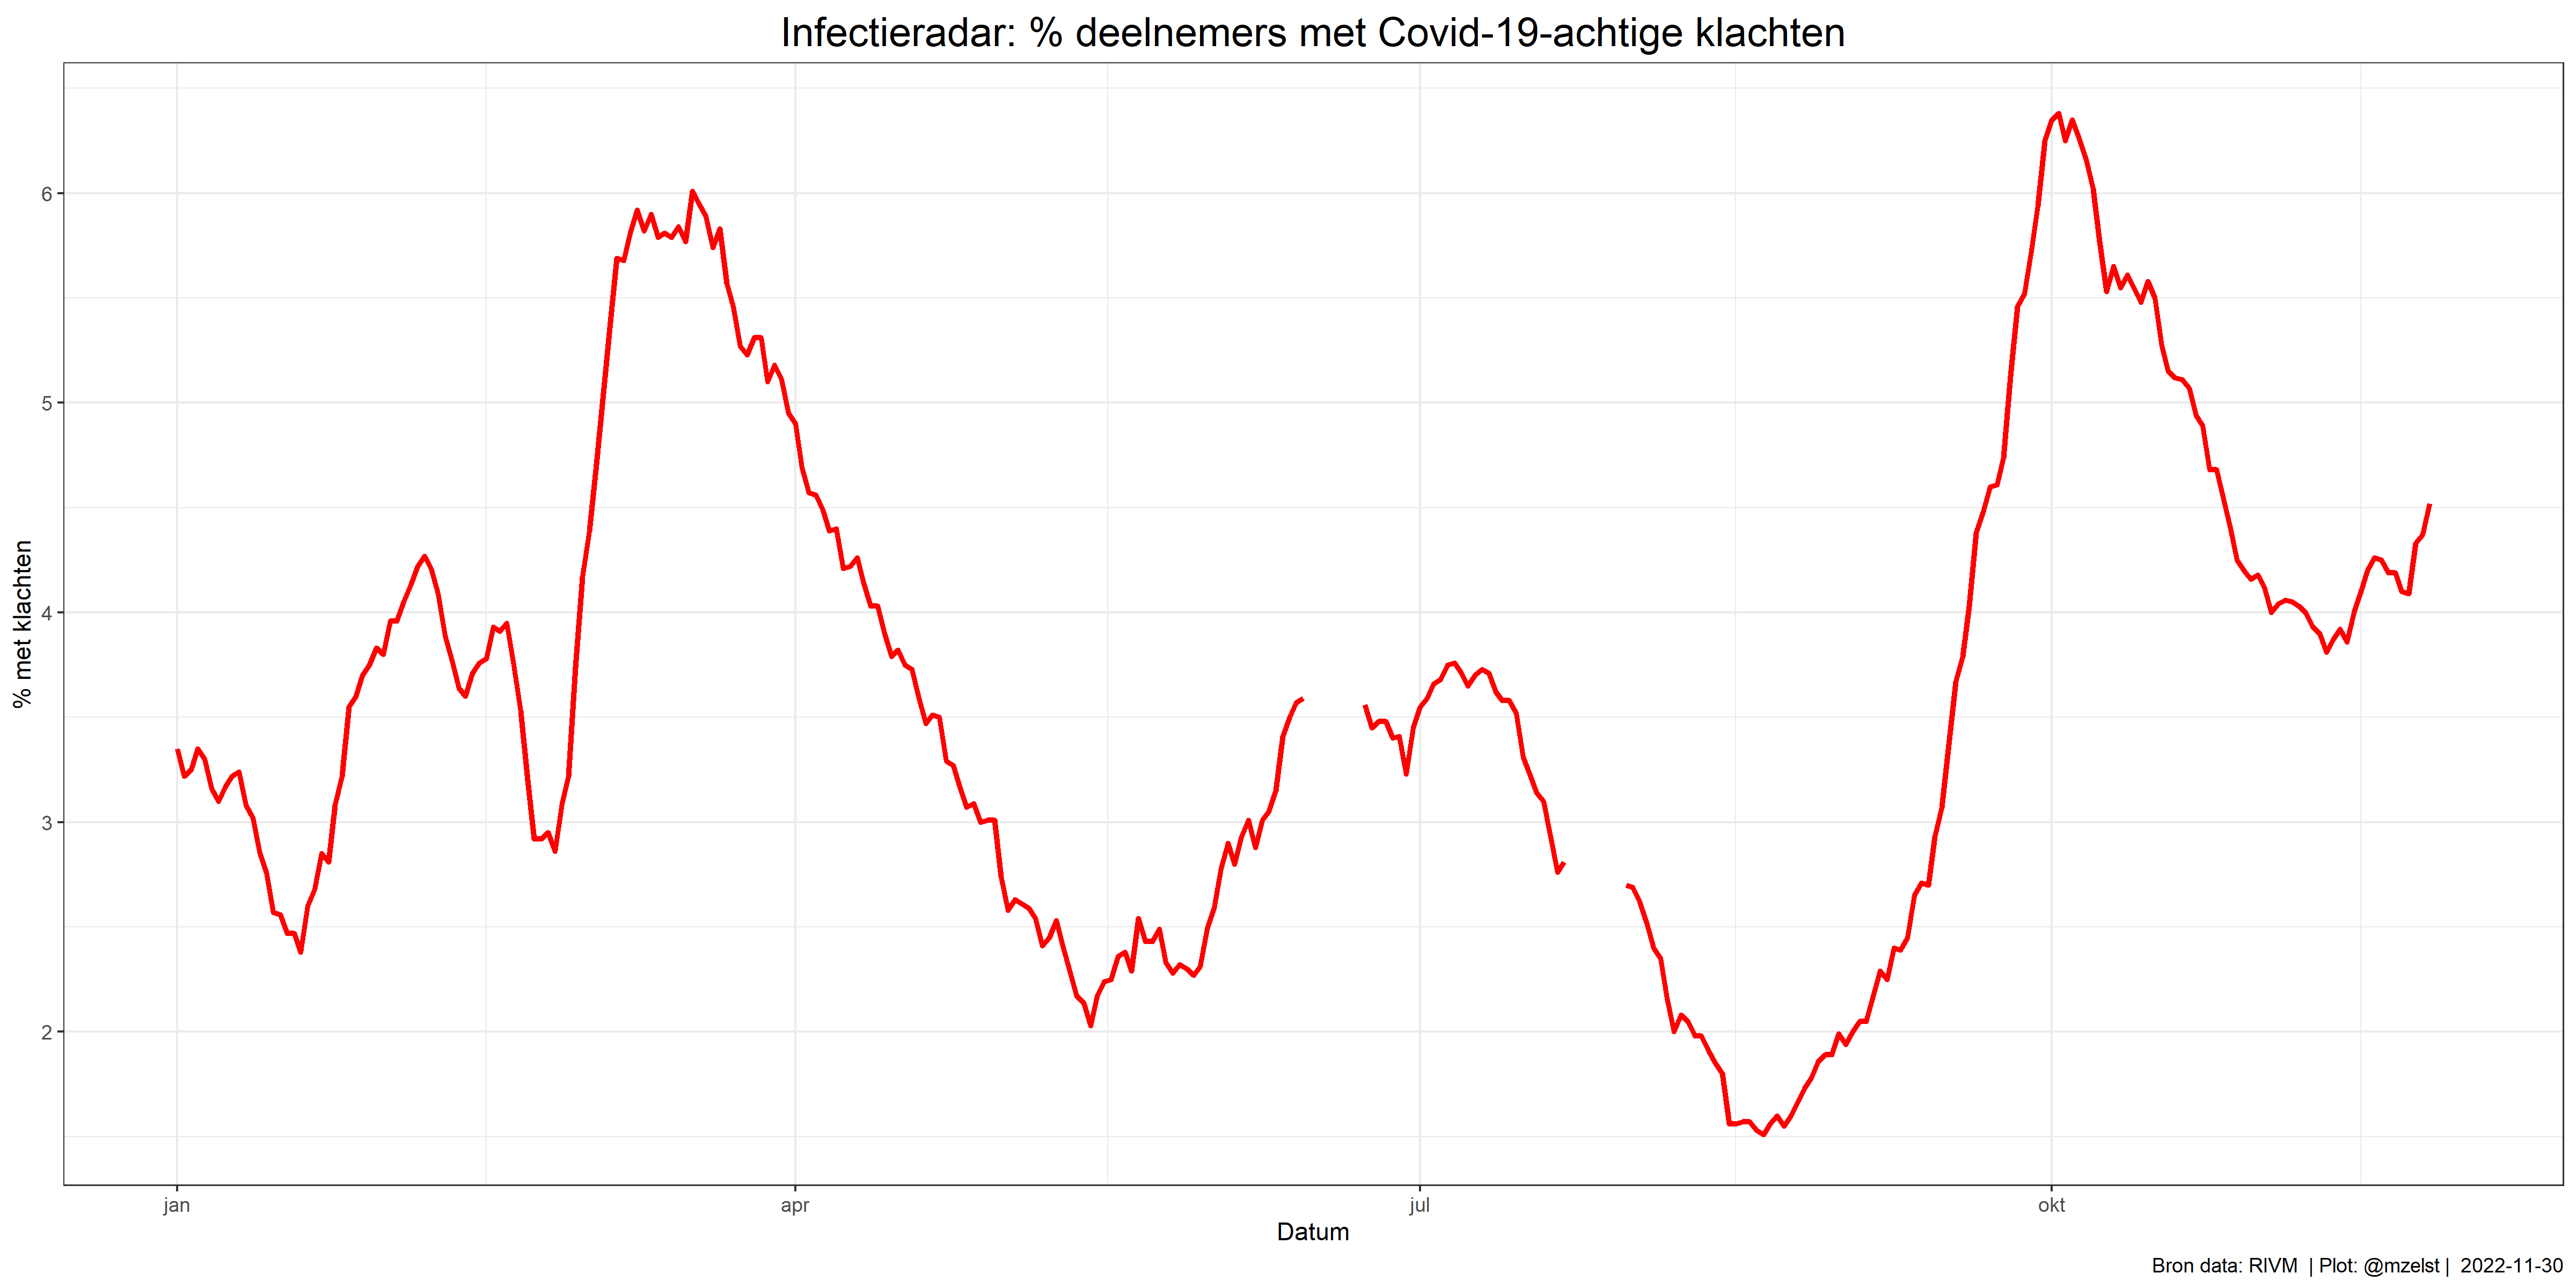 Infectieradar: % deelnemers met Covid-19-achtige klachten
% met klachten
6
5
4
3
2
jan apr jul okt
Datum
Bron data: RIVM | Plot: @mzelst | 2022-11-30